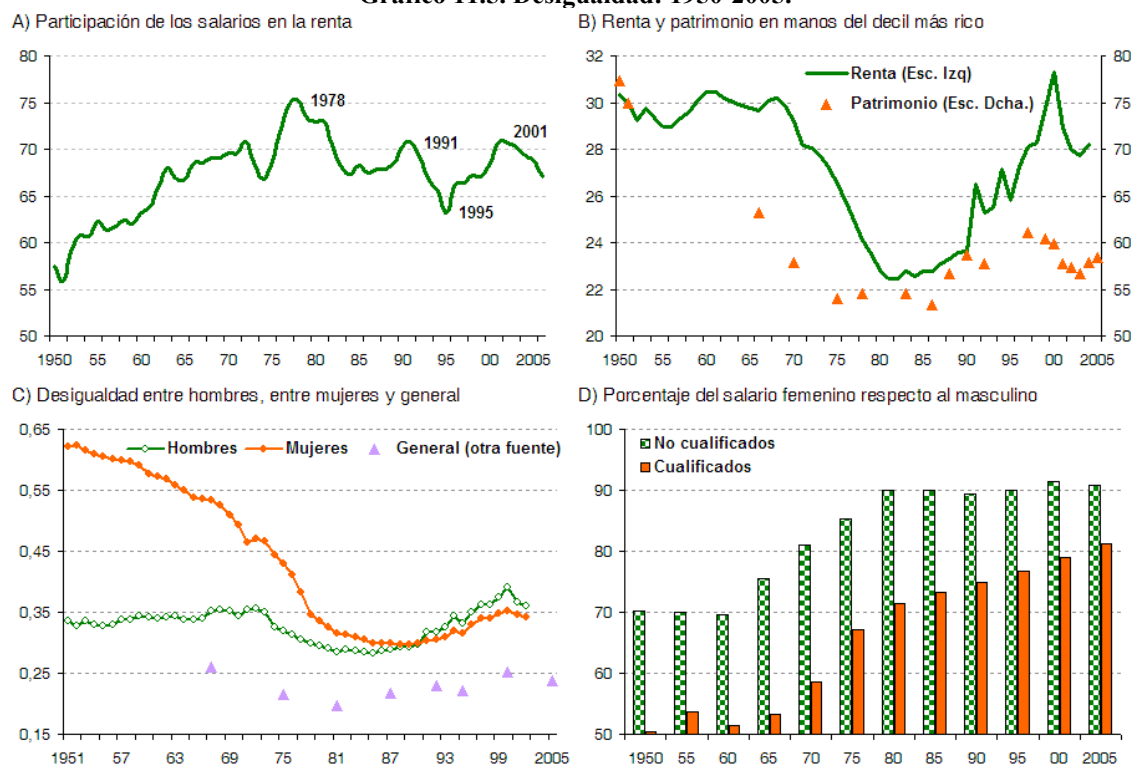 Gráfico 11.5. Desigualdad. 1950-2005.
A) Participación de los salarios en la renta
80
75
70
65
60
55
50
1978
1991
2001
1995
1950 55 60 65 70 75 80 85 90 95 00 2005
B) Renta y patrimonio en manos del decil más rico
32
30
28
26
24
22
20
Renta (Esc. Izq)
Patrimonio (Esc. Dcha.)
80
75
70
65
60
55
50
1950 55 60 65 70 75 80 85 90 95 00 2005
C) Desigualdad entre hombres, entre mujeres y general
0,65
0,55
0,45
0,35
0,25
0,15
Hombres Mujeres General (otra fuente)
1951 57 63 69 75 81 87 93 99 2005
D) Porcentaje del salario femenino respecto al masculino
100
90
80
70
60
50
No cualificados
Cualificados
1950 55 60 65 70 75 80 85 90 95 00 2005